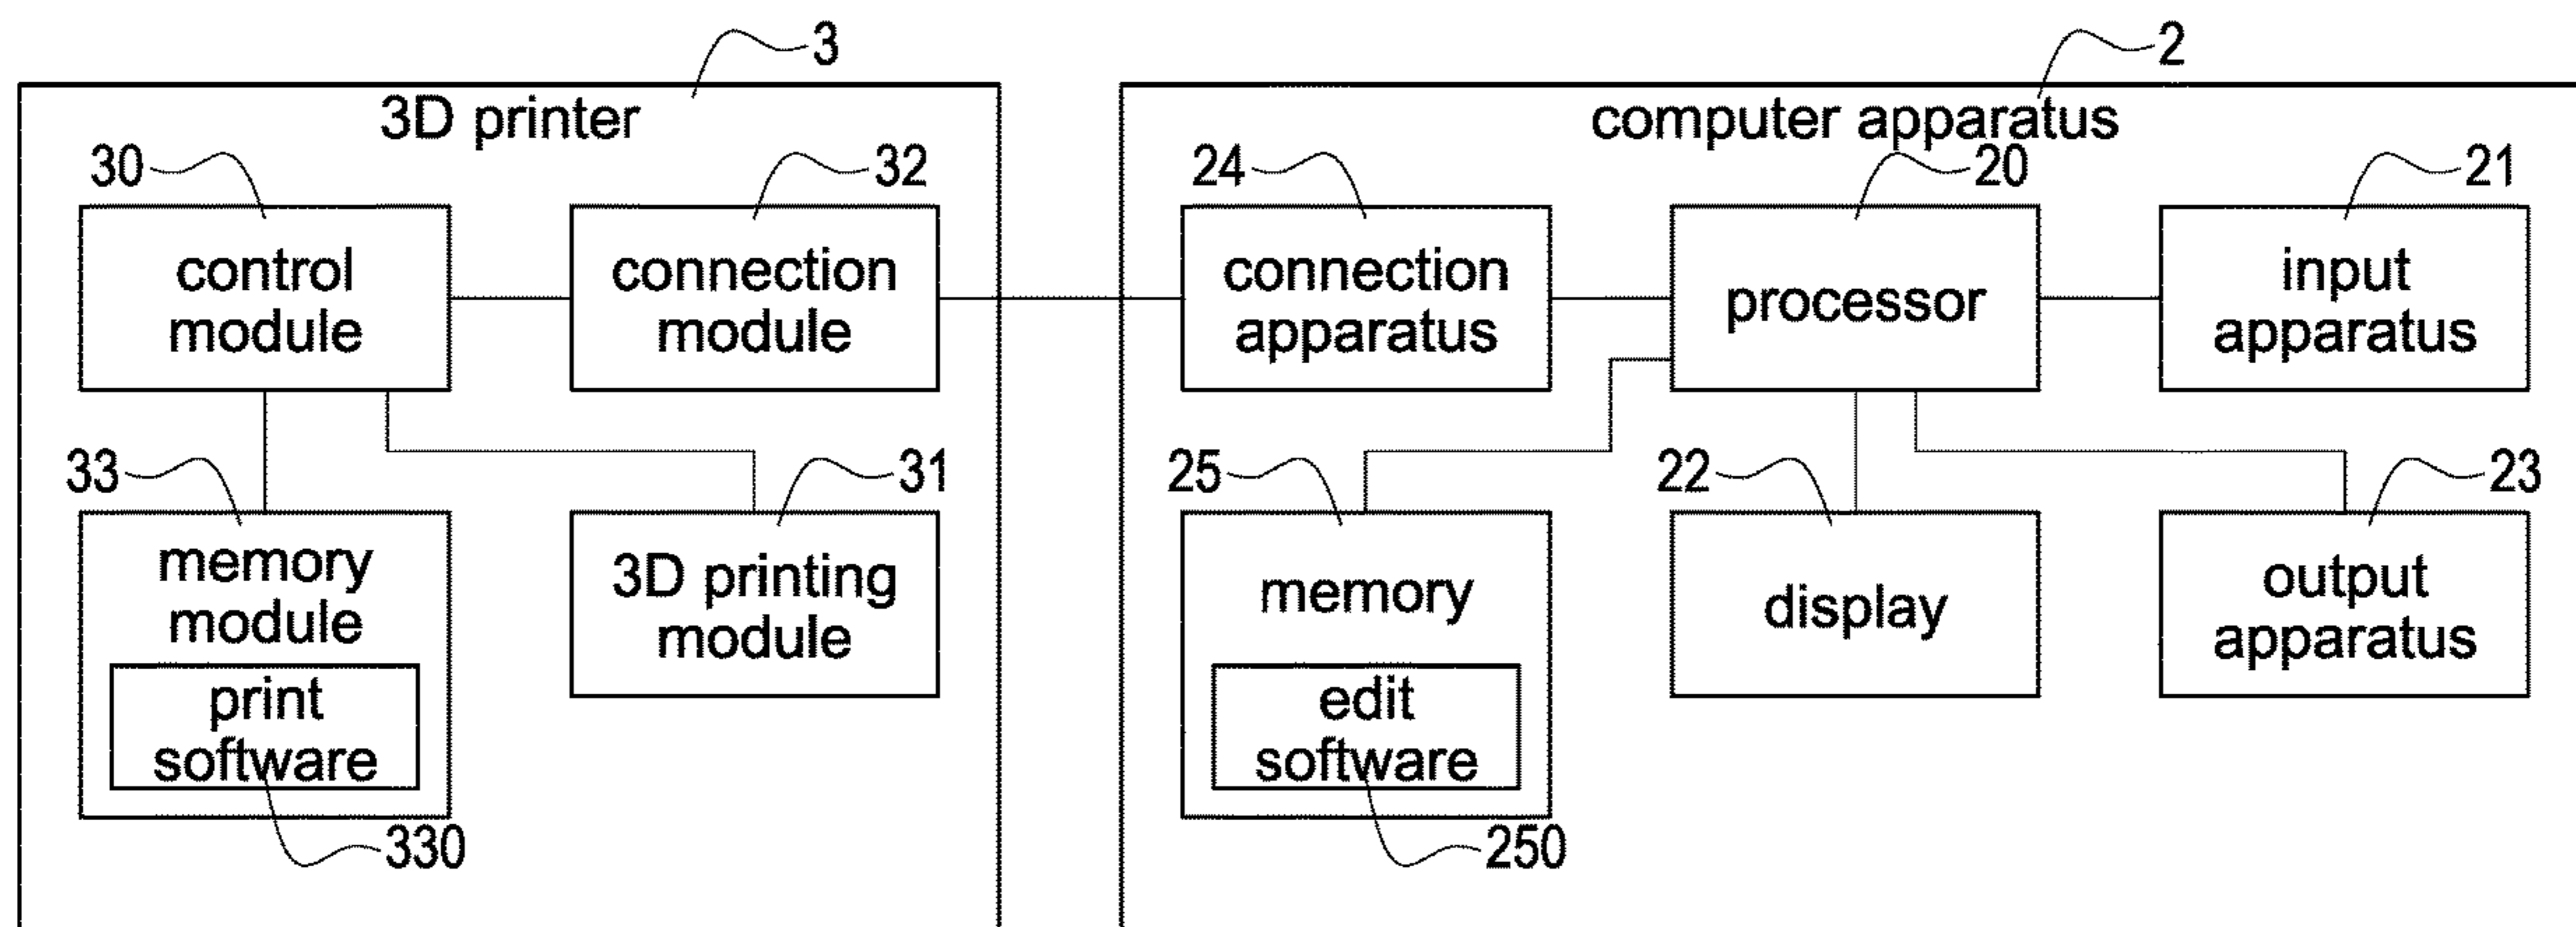 3
2
3D printer
computer apparatus
30
32
24
20
21
control
module
connection
module
connection
apparatus
processor
input
apparatus
33
31
25
22
23
memory
module
3D printing
module
memory
display
output
apparatus
print
software
edit
software
330
250